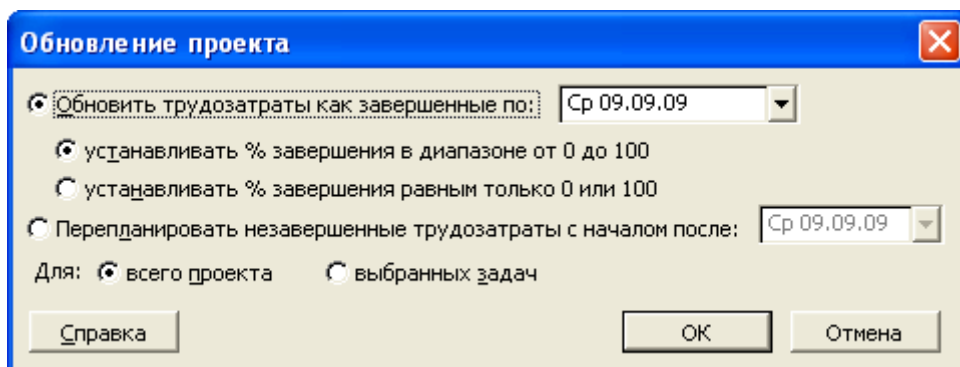 Обновление проекта
Обновить трудозатраты как завершенные по: Ср 09.09.09
устанавливать % завершения в диапазоне от 0 до 100
устанавливать % завершения равным только 0 или 100
Перепланировать незавершенные трудозатраты с началом после: Ср 09.09.09
Для: всего проекта выбранных задач
Справка ОК Отмена